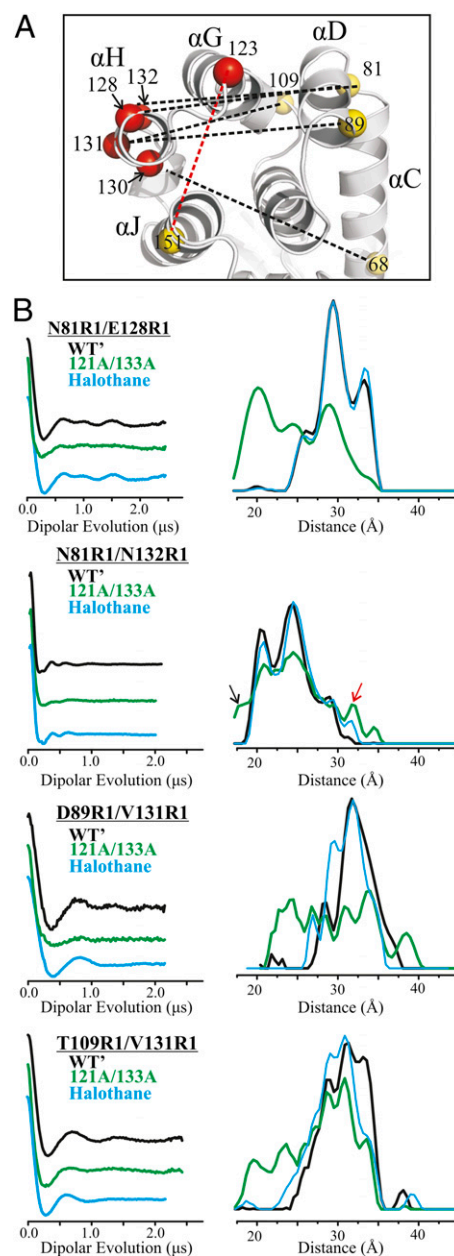 A
αG
αD
αH
123
81
128
132
109
131
89
αC
130
αJ
151
68
B
N81R1/E128R1
WT'
121A/133A
Halothane
0.0 1.0 2.0
Dipolar Evolution (µs)
20 30 40
Distance (Å)
N81R1/N132R1
WT'
121A/133A
Halothane
0.0 1.0 2.0
Dipolar Evolution (µs)
20 30 40
Distance (Å)
D89R1/V131R1
WT'
121A/133A
Halothane
0.0 1.0 2.0
Dipolar Evolution (µs)
20 30 40
Distance (Å)
T109R1/V131R1
WT'
121A/133A
Halothane
0.0 1.0 2.0
Dipolar Evolution (µs)
20 30 40
Distance (Å)